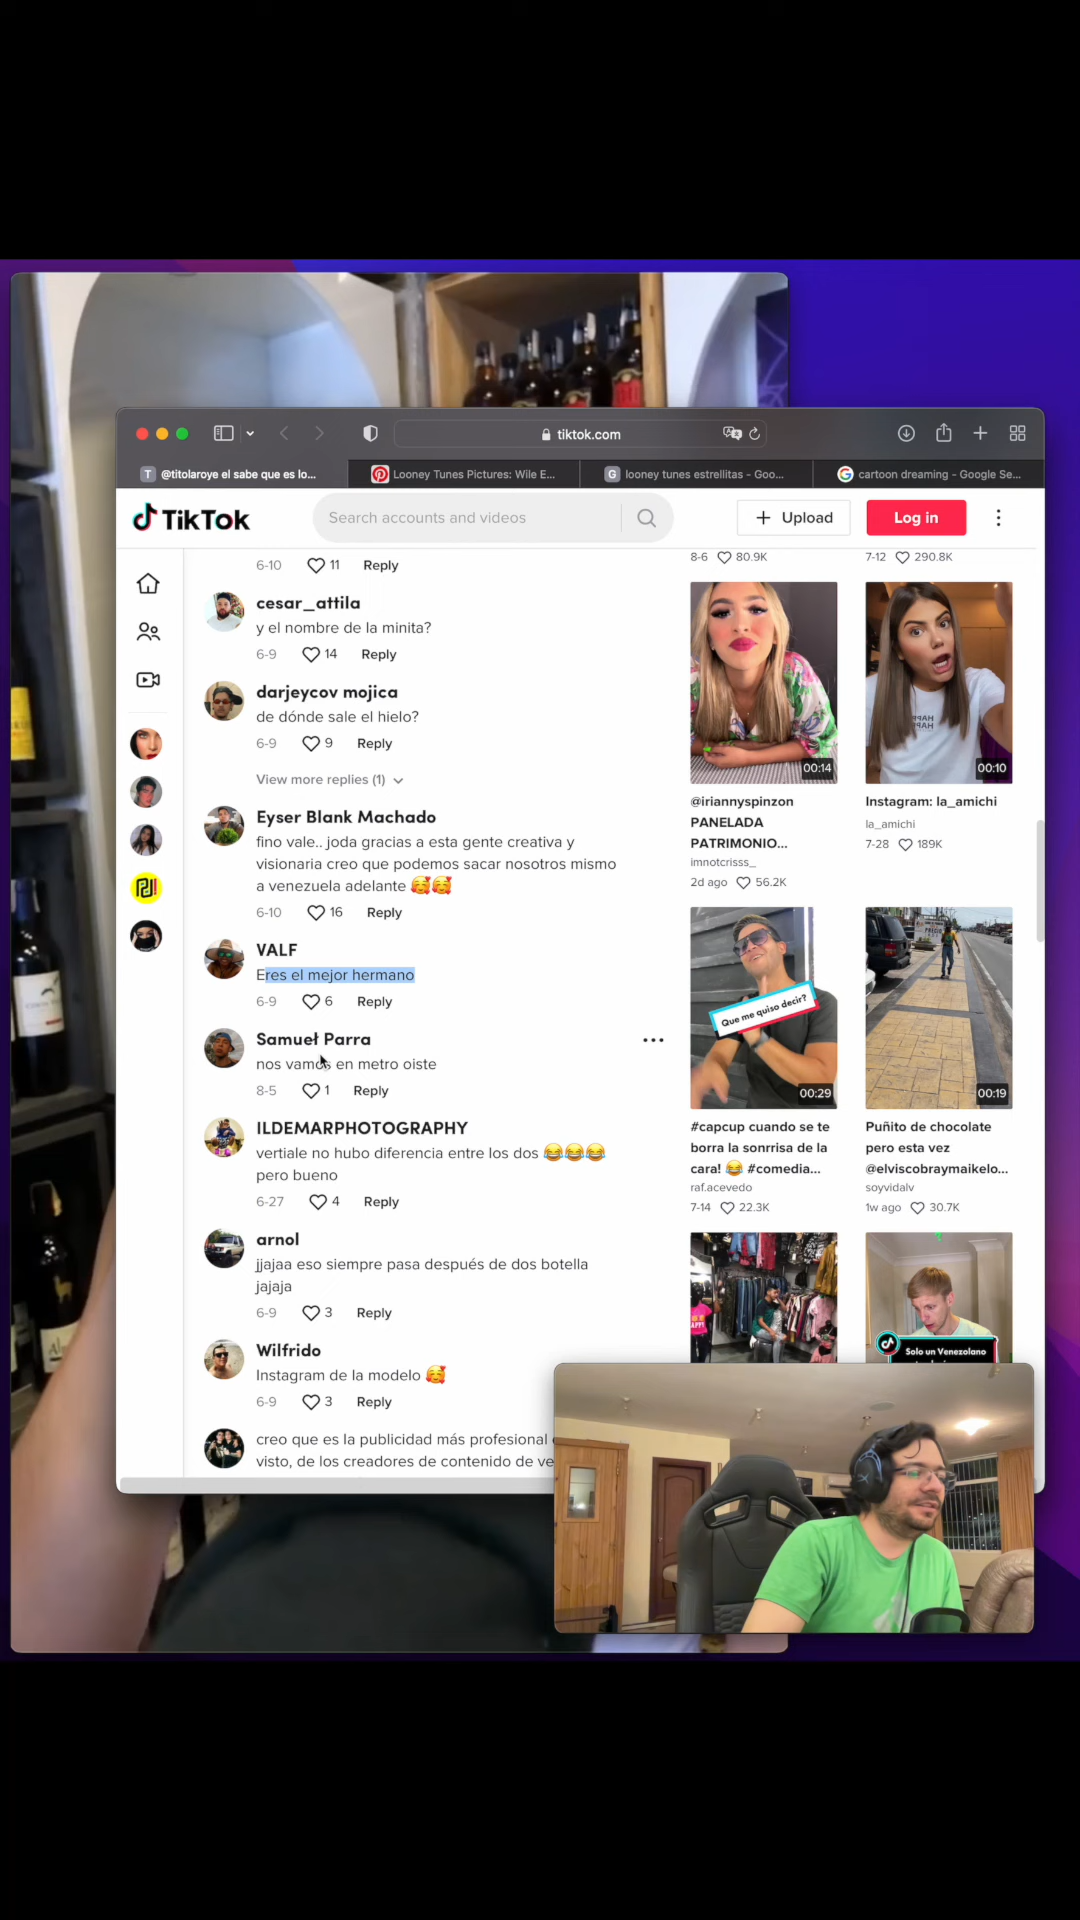 tiktok.com
T @titolaroye el sabe que es lo...
Looney Tunes Pictures: Wile E...
G looney tunes estrellitas - Goo...
cartoon dreaming - Google Se...
TikTok
Search accounts and videos
+ Upload
Log in
6-10 11 Reply
cesar_attila
y el nombre de la minita?
6-9 14 Reply
darjeycov mojica
de dónde sale el hielo?
6-9 9 Reply
View more replies (1)
Eyser Blank Machado
fino vale.. joda gracias a esta gente creativa y
visionaria creo que podemos sacar nosotros mismo
a venezuela adelante 🥰🥰
6-10 16 Reply
VALF
Eres el mejor hermano
6-9 6 Reply
Samueł Parra
nos vamos en metro oiste
8-5 1 Reply
ILDEMARPHOTOGRAPHY
vertiale no hubo diferencia entre los dos 😂😂😂
pero bueno
6-27 4 Reply
arnol
jjajaa eso siempre pasa después de dos botella
jajaja
6-9 3 Reply
Wilfrido
Instagram de la modelo 🥰
6-9 3 Reply
creo que es la publicidad más profesional
visto, de los creadores de contenido de ve
8-6 80.9K
7-12 290.8K
00:14
@iriannyspinzon
PANELADA
PATRIMONIO...
imnotcrisss_
2d ago 56.2K
00:10
Instagram: la_amichi
la_amichi
7-28 189K
Que me quiso decir?
00:29
#capcup cuando se te
borra la sonrrisa de la
cara! 😂 #comedia...
raf.acevedo
7-14 22.3K
00:19
Puñito de chocolate
pero esta vez
@elviscobraymaikelo...
soyvidalv
1w ago 30.7K
Solo un Venezolano